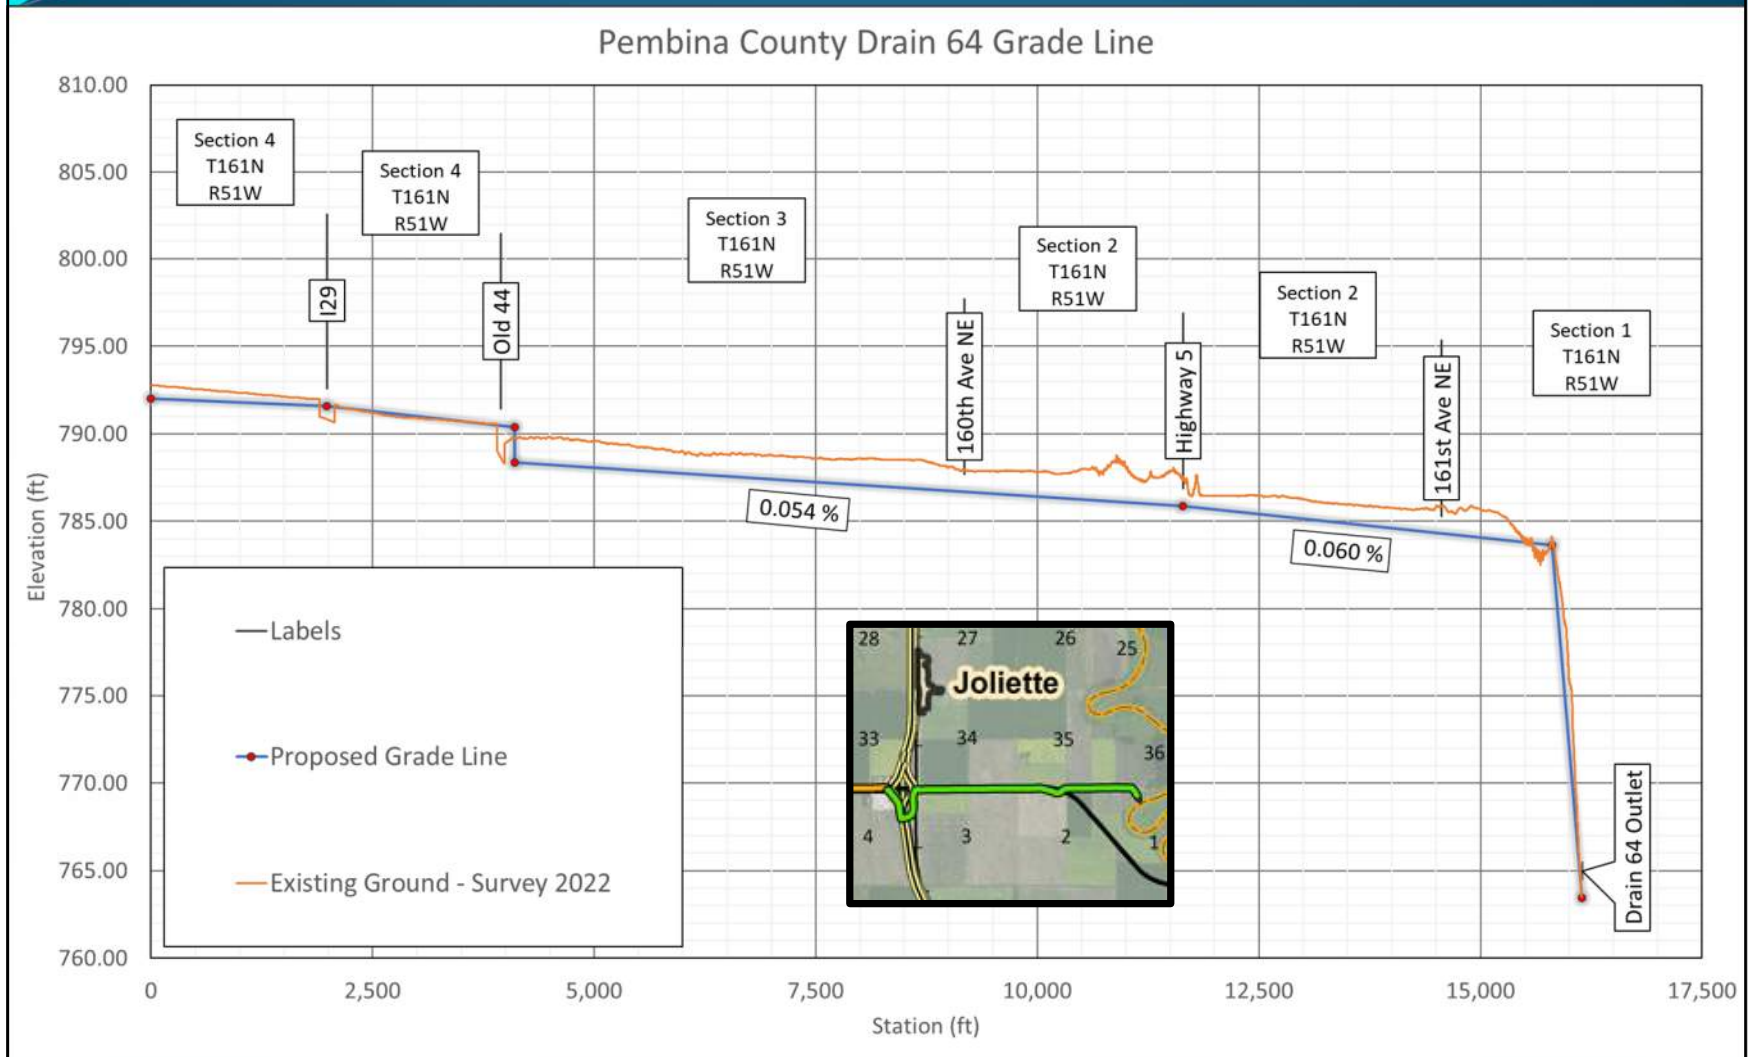 Pembina County Drain 64 Grade Line
810.00
805.00
800.00
795.00
790.00
785.00
780.00
775.00
770.00
765.00
760.00
Elevation (ft)
Section 4
T161N
R51W
I29
Section 4
T161N
R51W
Old 44
Section 3
T161N
R51W
160th Ave NE
Section 2
T161N
R51W
Highway 5
Section 2
T161N
R51W
161st Ave NE
Section 1
T161N
R51W
0.054 %
0.060 %
Labels
Proposed Grade Line
Existing Ground - Survey 2022
28
27
26
25
Joliette
33
34
35
36
4
3
2
1
Drain 64 Outlet
0
2,500
5,000
7,500
10,000
12,500
15,000
17,500
Station (ft)